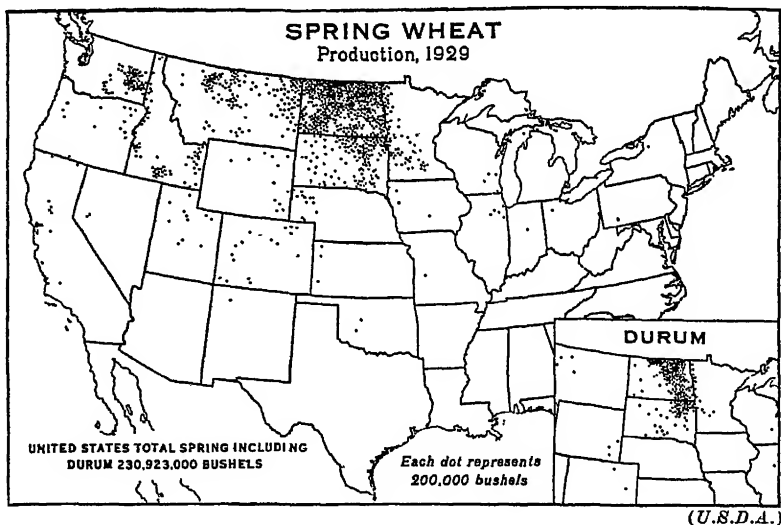 SPRING WHEAT
Production, 1929
DURUM
UNITED STATES TOTAL SPRING INCLUDING
DURUM 230,923,000 BUSHELS
Each dot represents
200,000 bushels
(U.S.D.A.)